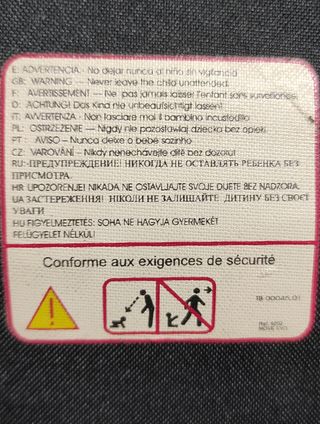 E: ADVERTENCIA - No dejar nunca al niño sin vigilancia
GB: WARNING — Never leave the child unattended.
F: AVERTISSEMENT — Ne pas jamais laisser l'enfant sans surveillance
D: ACHTUNG! Das Kind nie unbeaufsichtigt lassen!
IT: AVVERTENZA - Non lasciare mai il bambino incustodito
PL: OSTRZEŻENIE — Nigdy nie pozostawiaj dziecka bez opieki
PT: AVISO – Nunca deixe o bebé sozinho
CZ: VAROVÁNÍ – Nikdy nenechávejte dítě bez dozoru!
RU:-ПРЕДУПРЕЖДЕНИЕ! НИКОГДА НЕ ОСТАВЛЯТЬ РЕБЕНКА БЕЗ
ПРИСМОТРА.
HR UPOZORENJE! NIKADA NE OSTAVLJAJTE SVOJE DIJETE BEZ NADZORA.
UA ЗАСТЕРЕЖЕННЯ! НІКОЛИ НЕ ЗАЛИШАЙТЕ ДИТИНУ БЕЗ СВОЄЇ
УВАГИ
HU FIGYELMEZTETÉS: SOHA NE HAGYJA GYERMEKÉT
FELÜGYELET NÉLKÜL!
Conforme aux exigences de sécurité